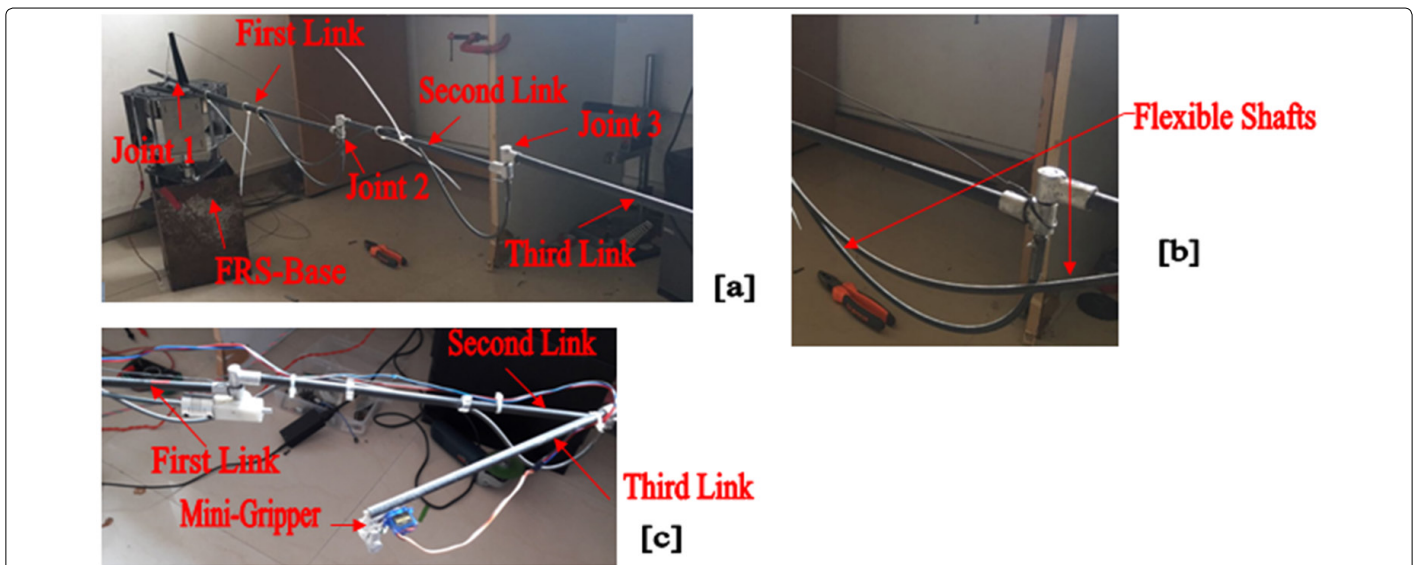 First Link
Second Link
Joint 3
Joint 1
Joint 2
Third Link
FRS-Base
[a]
Flexible Shafts
[b]
Second Link
First Link
Third Link
Mini-Gripper
[c]